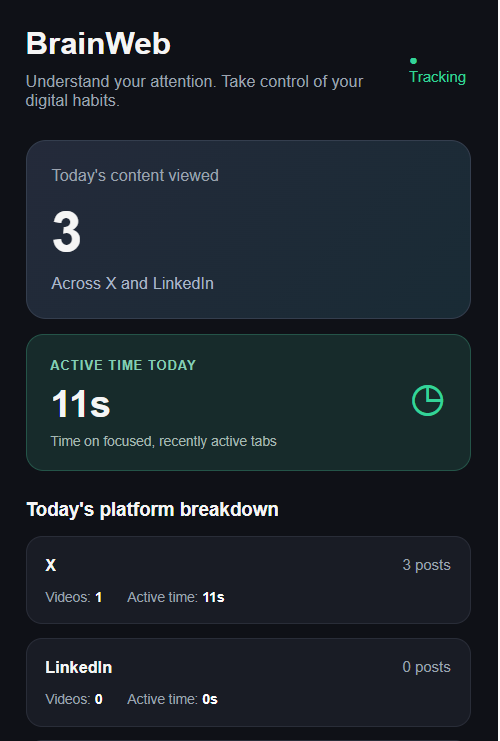 BrainWeb
Understand your attention. Take control of your
digital habits.
● Tracking
Today's content viewed
3
Across X and LinkedIn
ACTIVE TIME TODAY
11s
Time on focused, recently active tabs
Today's platform breakdown
X 3 posts
Videos: 1 Active time: 11s
LinkedIn 0 posts
Videos: 0 Active time: 0s